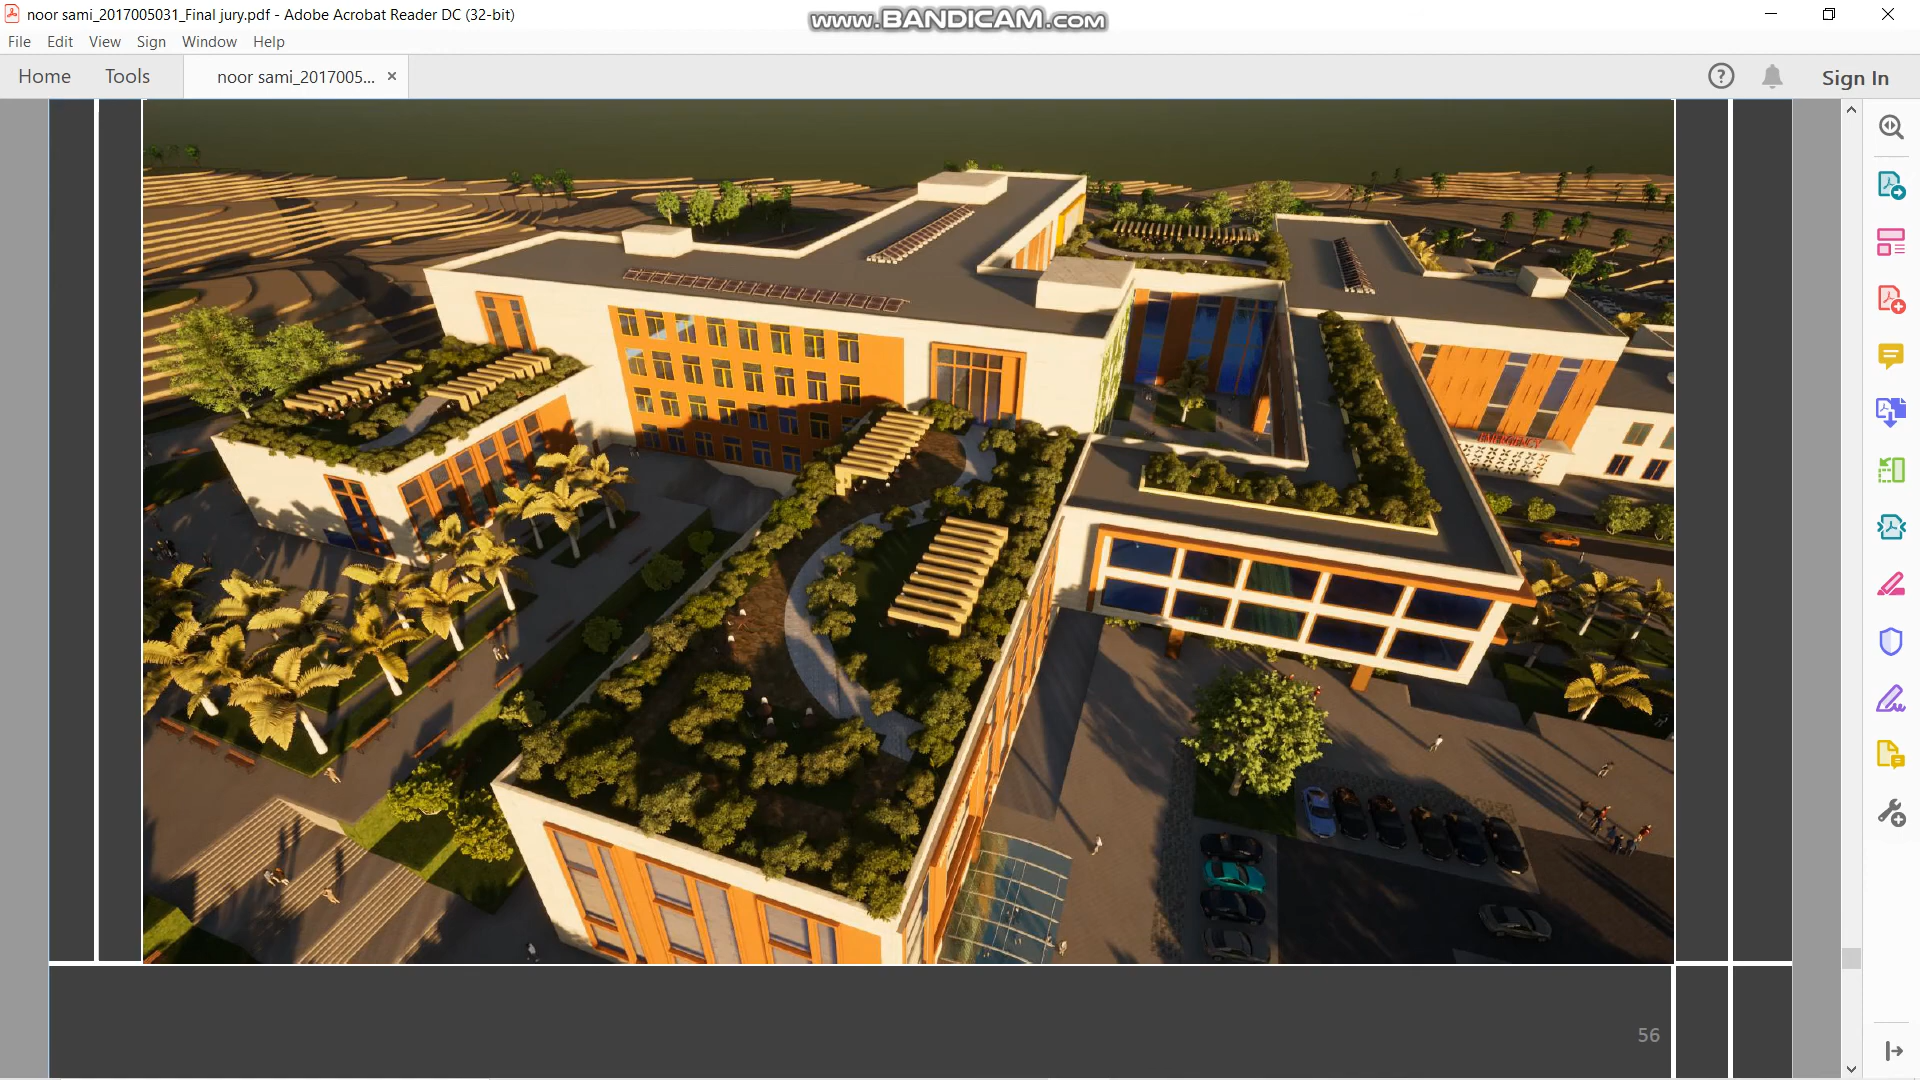 noor sami_2017005031_Final jury.pdf - Adobe Acrobat Reader DC (32-bit)
www.BANDICAM.com
File Edit View Sign Window Help
Home Tools noor sami_2017005... × ? Sign In
EMERGENCY
56